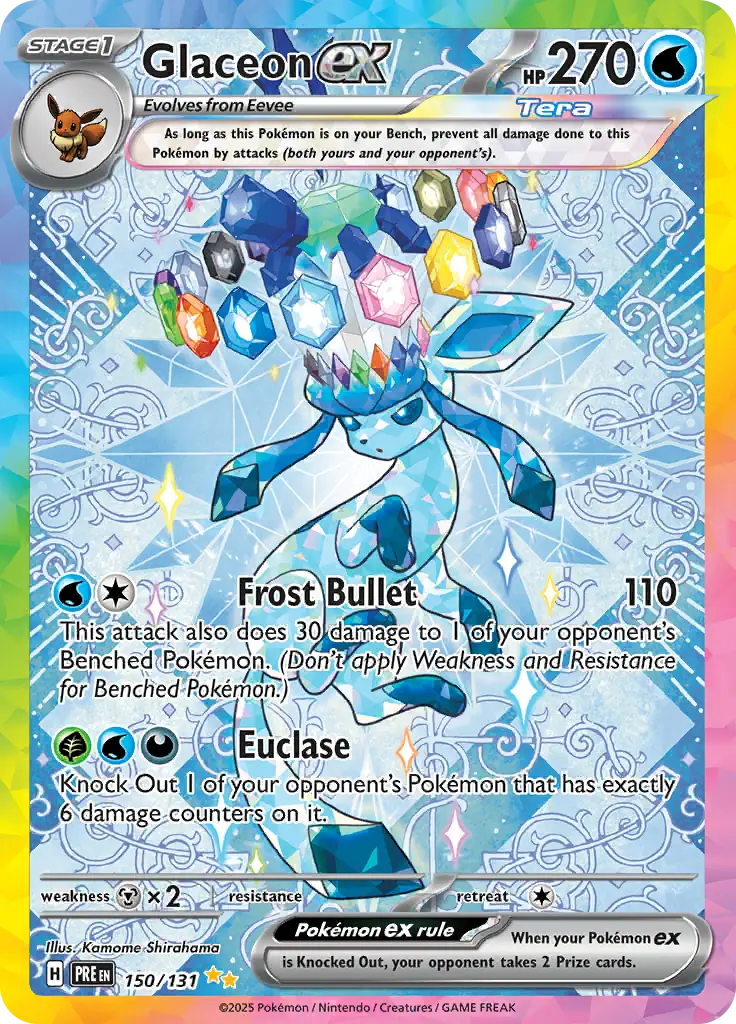 STAGE1 Glaceon ex HP270
Evolves from Eevee Tera
As long as this Pokémon is on your Bench, prevent all damage done to this
Pokémon by attacks (both yours and your opponent's).
Frost Bullet 110
This attack also does 30 damage to 1 of your opponent's
Benched Pokémon. (Don't apply Weakness and Resistance
for Benched Pokémon.)
Euclase
Knock Out 1 of your opponent's Pokémon that has exactly
6 damage counters on it.
weakness ×2 resistance retreat
Illus. Kamome Shirahama
Pokémon ex rule When your Pokémon ex
is Knocked Out, your opponent takes 2 Prize cards.
H PRE EN 150/131
©2025 Pokémon / Nintendo / Creatures / GAME FREAK